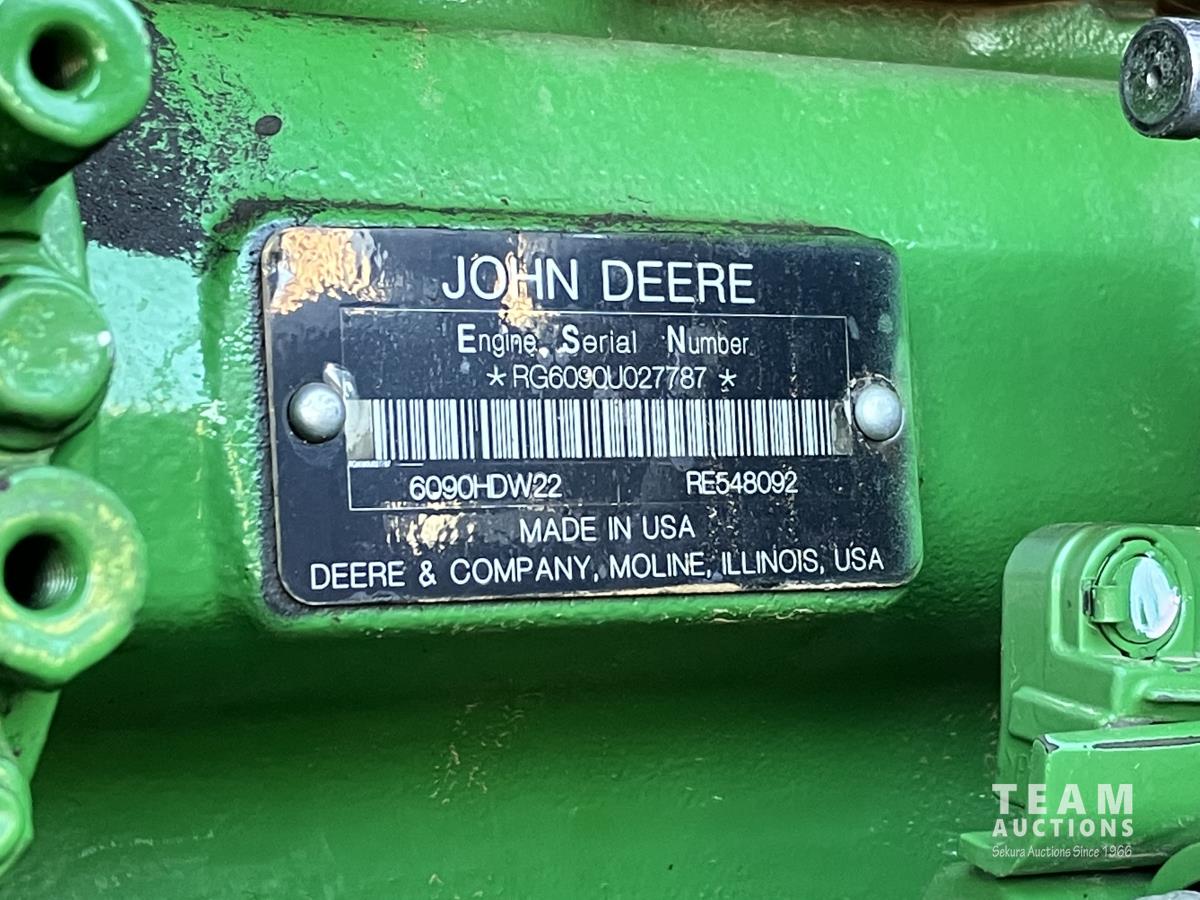 JOHN DEERE
Engine Serial Number
*RG6090U027787*
6090HDW22 RE548092
MADE IN USA
DEERE & COMPANY, MOLINE, ILLINOIS, USA
TEAM
AUCTIONS
Sekura Auctions Since 1966